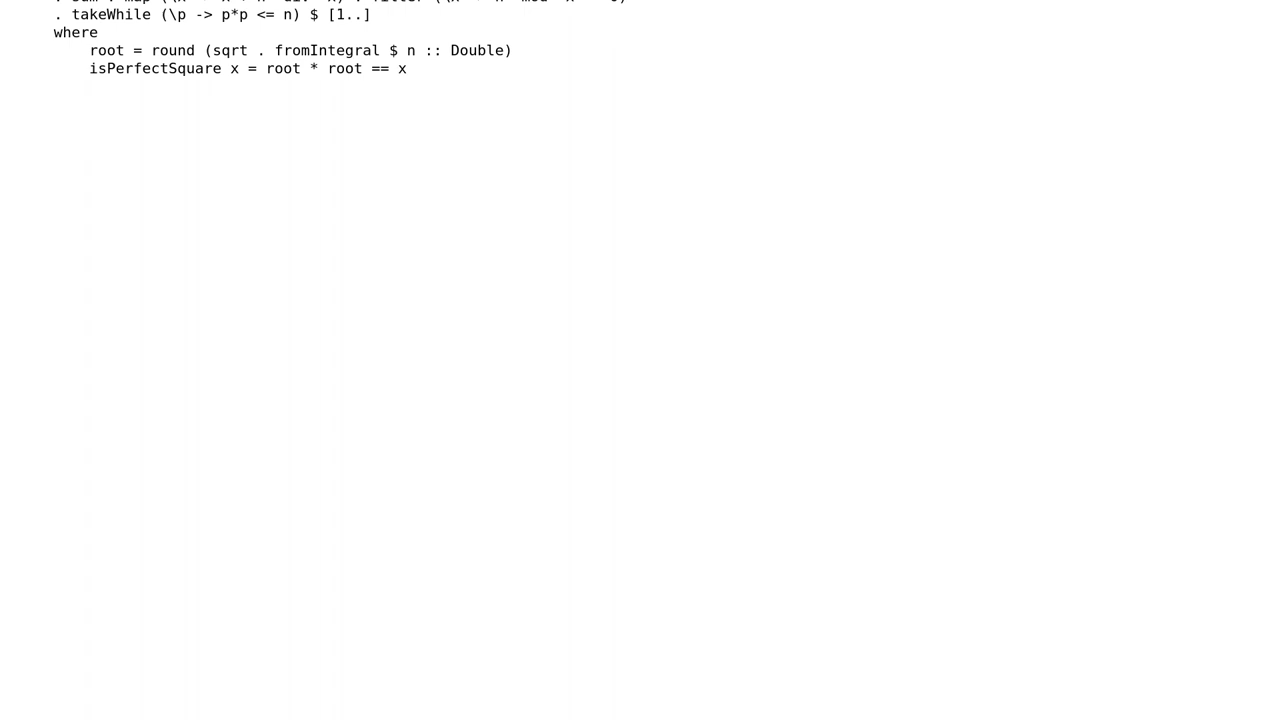 . takeWhile (\p -> p*p <= n) $ [1..]
where
root = round (sqrt . fromIntegral $ n :: Double)
isPerfectSquare x = root * root == x